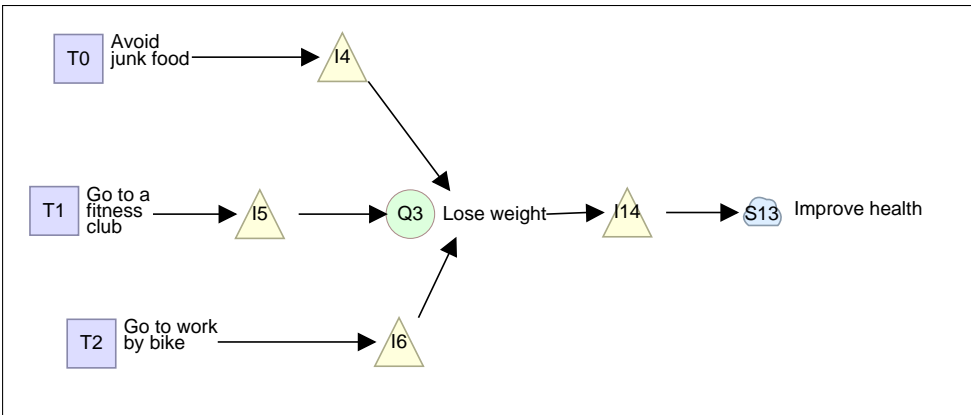 T0
Avoid
junk food
I4
T1
Go to a
fitness
club
I5
Q3
Lose weight
I14
S13
Improve health
T2
Go to work
by bike
I6